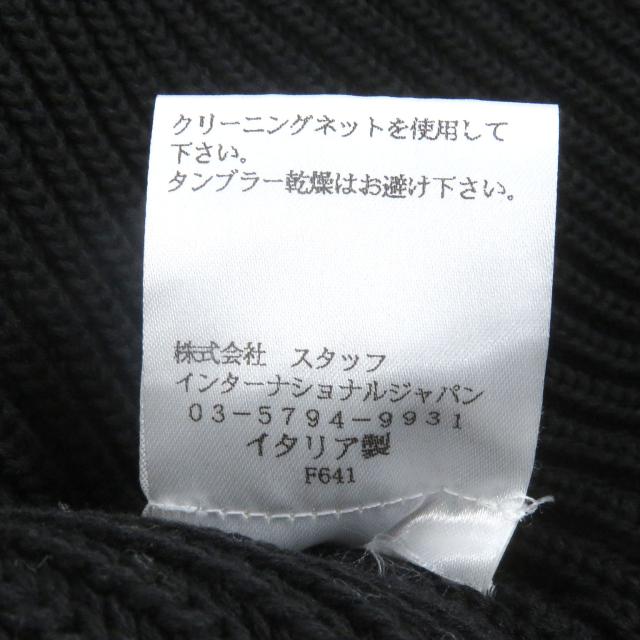 クリーニングネットを使用して
下さい。
タンブラー乾燥はお避け下さい。
株式会社 スタッフ
インターナショナルジャパン
03-5794-9931
イタリア製
F641